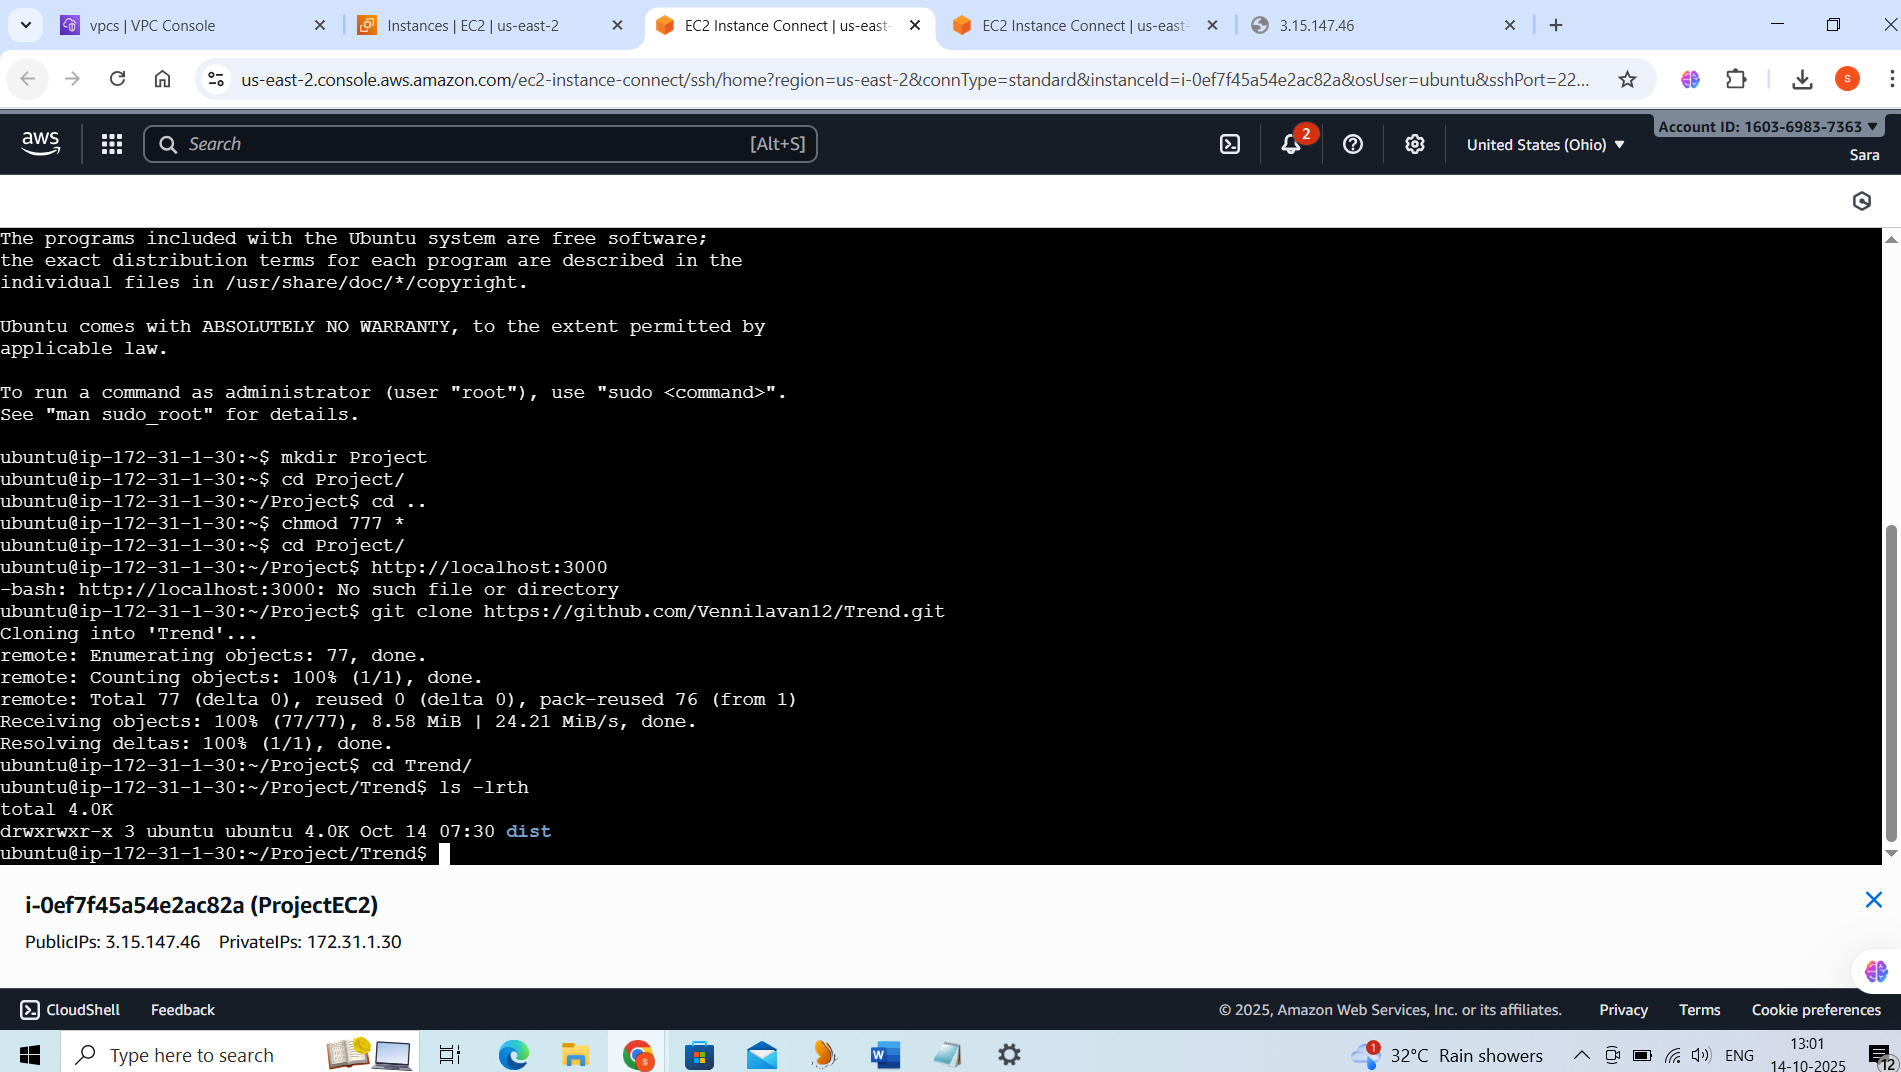 vpcs | VPC Console
Instances | EC2 | us-east-2
EC2 Instance Connect | us-east-
EC2 Instance Connect | us-east-
3.15.147.46
us-east-2.console.aws.amazon.com/ec2-instance-connect/ssh/home?region=us-east-2&connType=standard&instanceId=i-0ef7f45a54e2ac82a&osUser=ubuntu&sshPort=22...
S
aws
Search
[Alt+S]
2
United States (Ohio)
Account ID: 1603-6983-7363
Sara
The programs included with the Ubuntu system are free software;
the exact distribution terms for each program are described in the
individual files in /usr/share/doc/*/copyright.
Ubuntu comes with ABSOLUTELY NO WARRANTY, to the extent permitted by
applicable law.
To run a command as administrator (user "root"), use "sudo <command>".
See "man sudo_root" for details.
ubuntu@ip-172-31-1-30:~$ mkdir Project
ubuntu@ip-172-31-1-30:~$ cd Project/
ubuntu@ip-172-31-1-30:~/Project$ cd ..
ubuntu@ip-172-31-1-30:~$ chmod 777 *
ubuntu@ip-172-31-1-30:~$ cd Project/
ubuntu@ip-172-31-1-30:~/Project$ http://localhost:3000
-bash: http://localhost:3000: No such file or directory
ubuntu@ip-172-31-1-30:~/Project$ git clone https://github.com/Vennilavan12/Trend.git
Cloning into 'Trend'...
remote: Enumerating objects: 77, done.
remote: Counting objects: 100% (1/1), done.
remote: Total 77 (delta 0), reused 0 (delta 0), pack-reused 76 (from 1)
Receiving objects: 100% (77/77), 8.58 MiB | 24.21 MiB/s, done.
Resolving deltas: 100% (1/1), done.
ubuntu@ip-172-31-1-30:~/Project$ cd Trend/
ubuntu@ip-172-31-1-30:~/Project/Trend$ ls -lrth
total 4.0K
drwxrwxr-x 3 ubuntu ubuntu 4.0K Oct 14 07:30 dist
ubuntu@ip-172-31-1-30:~/Project/Trend$
i-0ef7f45a54e2ac82a (ProjectEC2)
PublicIPs: 3.15.147.46 PrivateIPs: 172.31.1.30
CloudShell
Feedback
© 2025, Amazon Web Services, Inc. or its affiliates.
Privacy
Terms
Cookie preferences
Type here to search
S
W
1
32°C Rain showers
ENG
13:01
14-10-2025
12